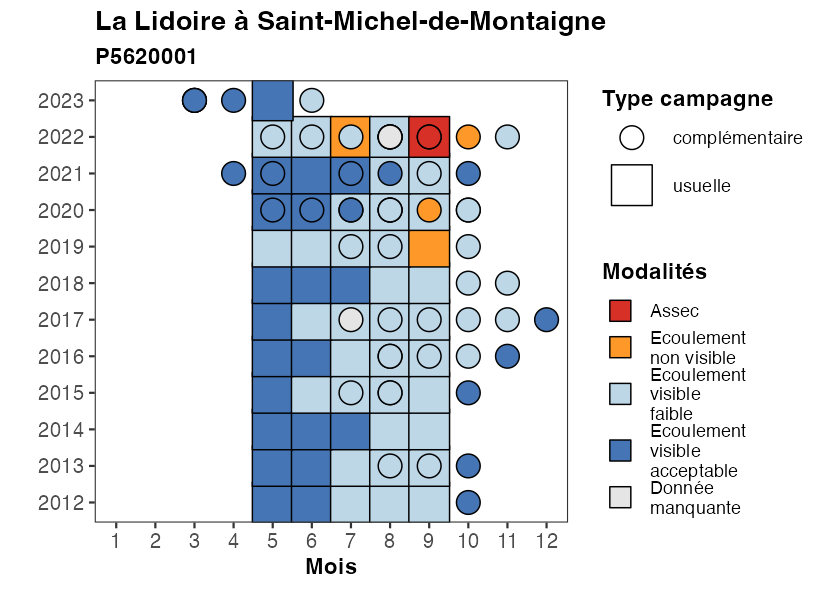 La Lidoire à Saint-Michel-de-Montaigne
P5620001
2023
2022
2021
2020
2019
2018
2017
2016
2015
2014
2013
2012
1 2 3 4 5 6 7 8 9 10 11 12
Mois
Type campagne
complémentaire
usuelle
Modalités
Assec
Ecoulement
non visible
Ecoulement
visible
faible
Ecoulement
visible
acceptable
Donnée
manquante